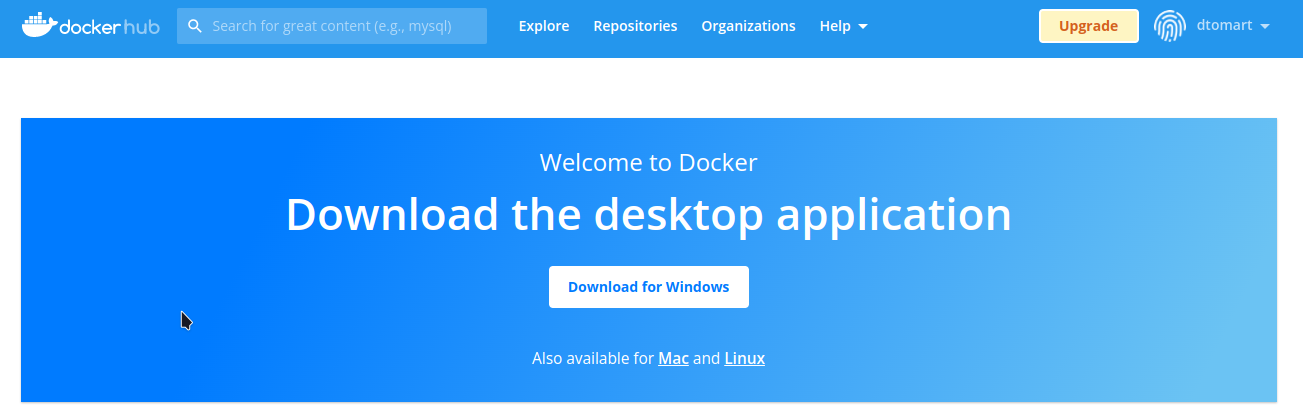 docker hub Search for great content (e.g., mysql) Explore Repositories Organizations Help Upgrade dtomart
Welcome to Docker
Download the desktop application
Download for Windows
Also available for Mac and Linux